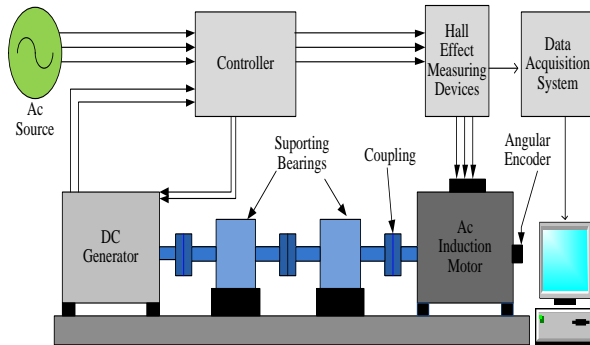 Ac
Source
Controller
Hall
Effect
Measuring
Devices
Data
Acquisition
System
Suporting
Bearings
Coupling
Angular
Encoder
DC
Generator
Ac
Induction
Motor